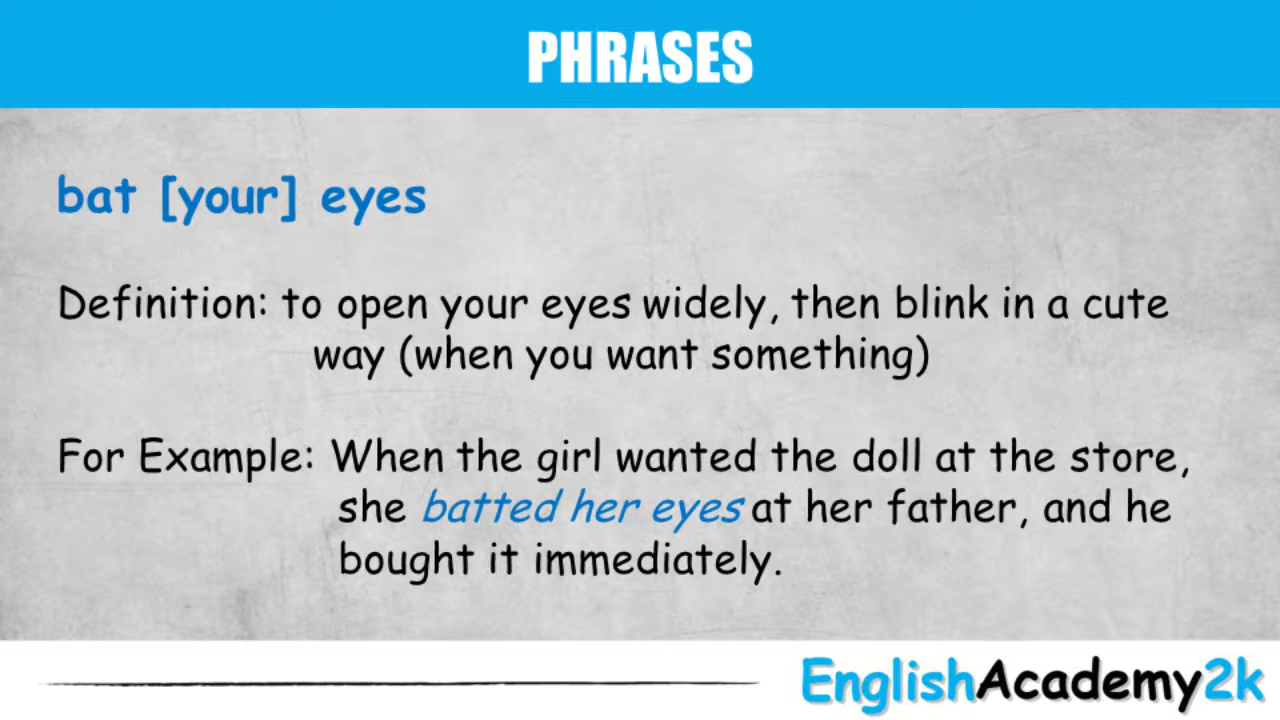 PHRASES
bat [your] eyes
Definition: to open your eyes widely, then blink in a cute
way (when you want something)
For Example: When the girl wanted the doll at the store,
she batted her eyes at her father, and he
bought it immediately.
EnglishAcademy2k